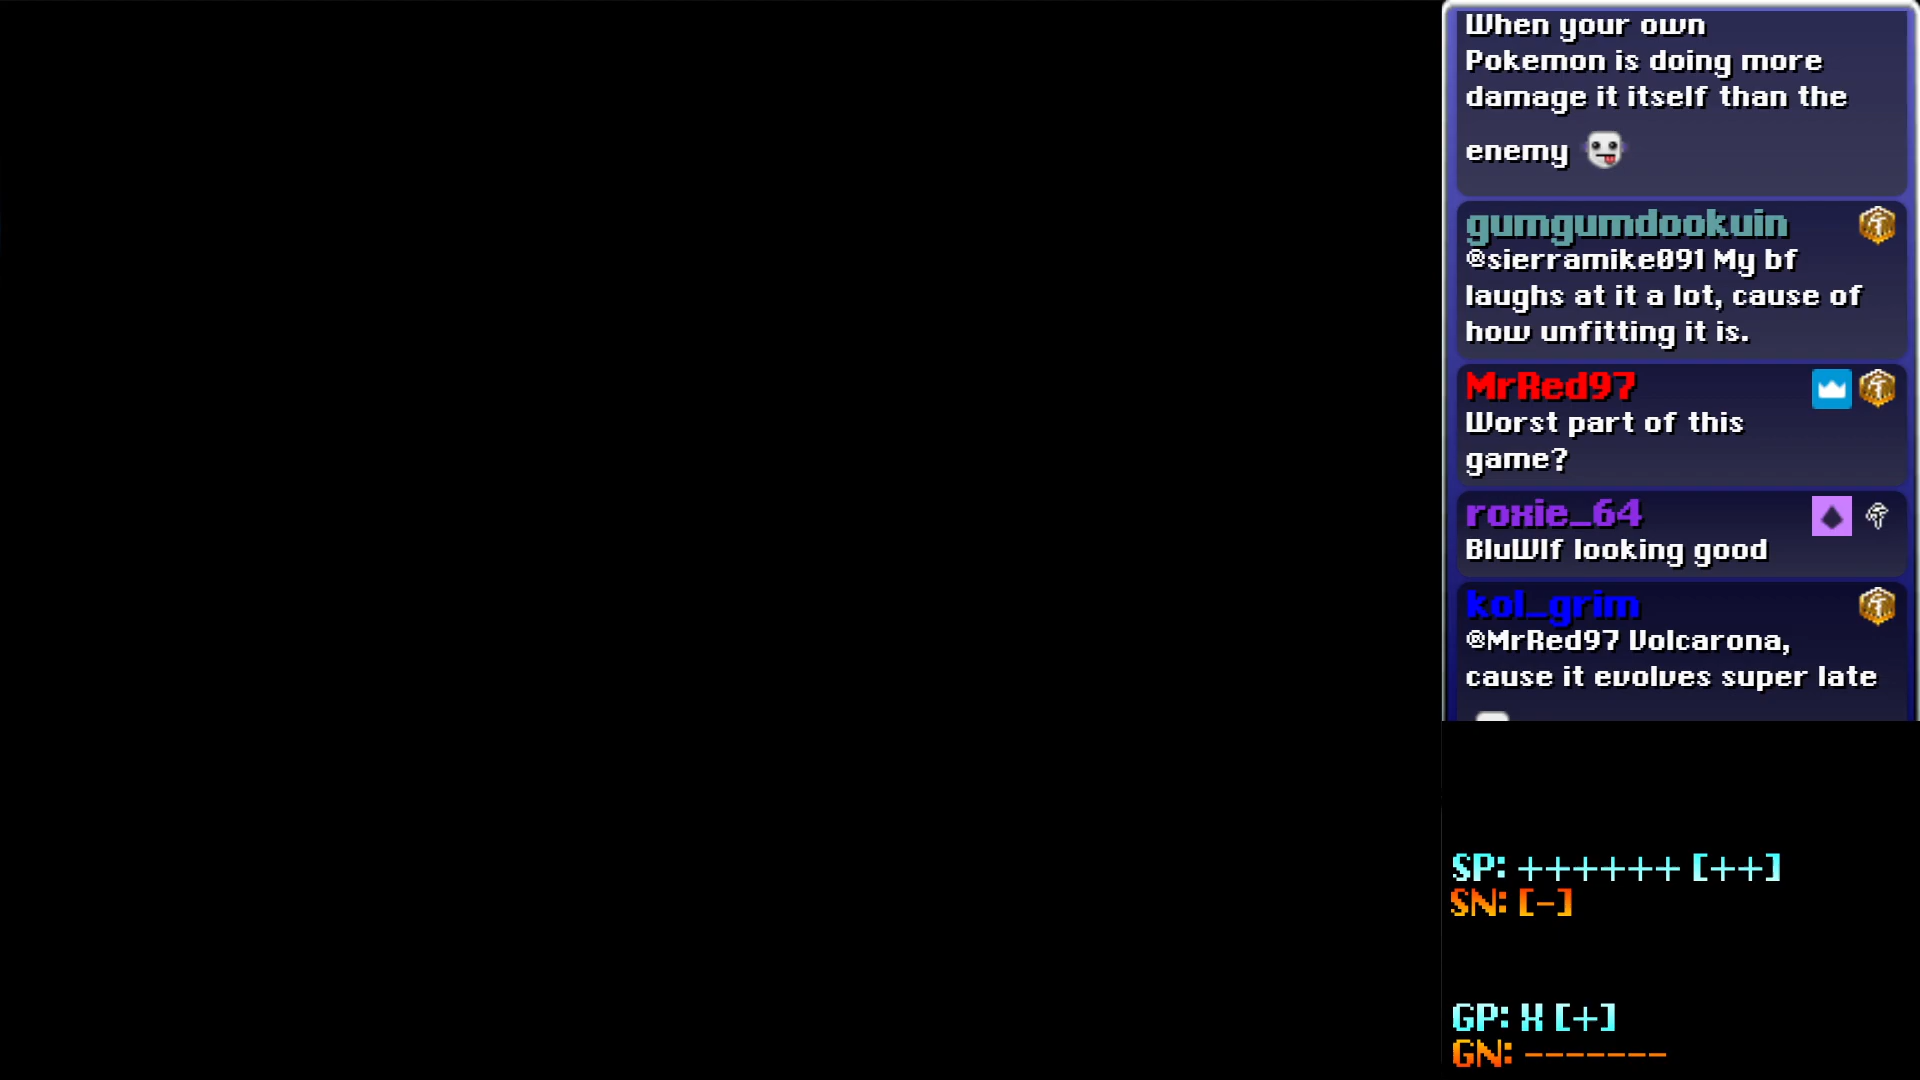 When your own
Pokemon is doing more
damage it itself than the
enemy
gumgumdookuin
@sierramike091 My bf
laughs at it a lot, cause of
how unfitting it is.
MrRed97
Worst part of this
game?
roxie_64
BluWlf looking good
kol_grim
@MrRed97 Volcarona,
cause it evolves super late
SP: ++++++ [++]
SN: [-]
GP: X [+]
GN: -------